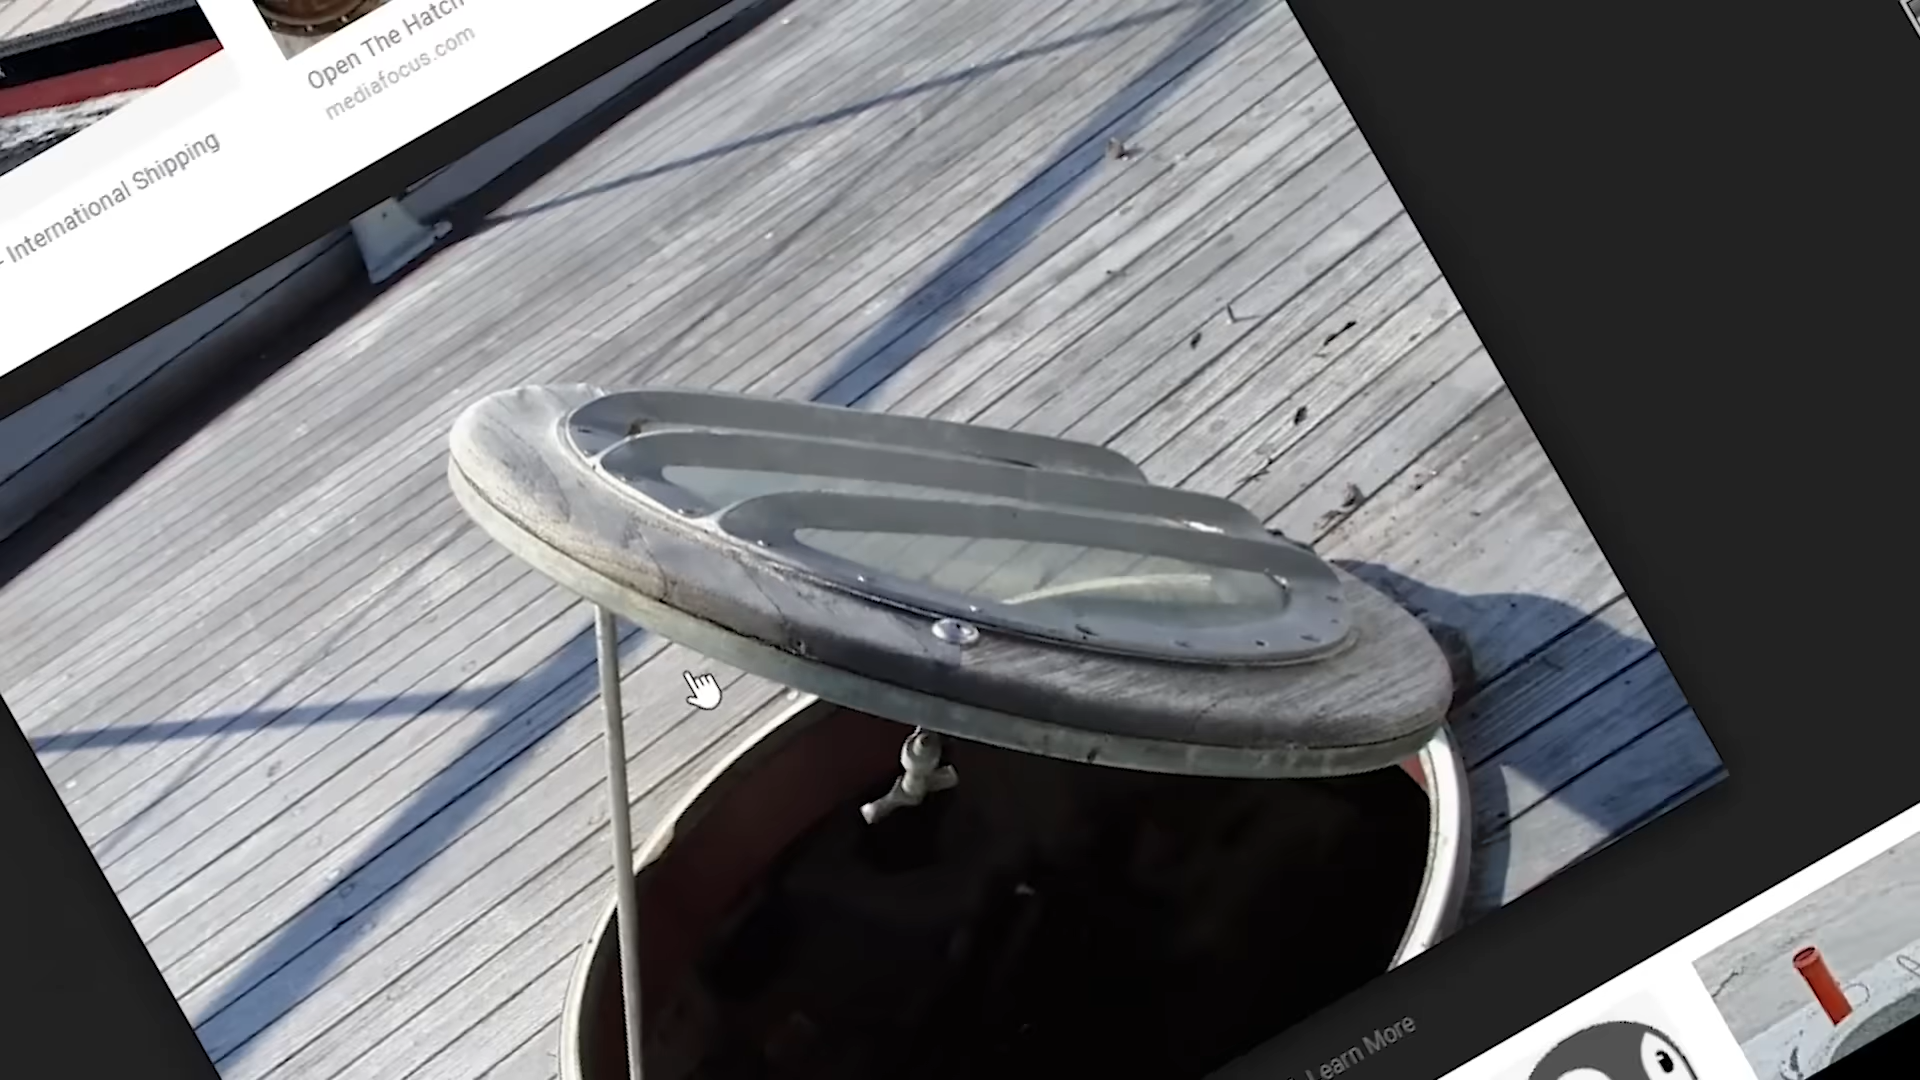 Open The Hatch
mediafocus.com
- International Shipping
Learn More